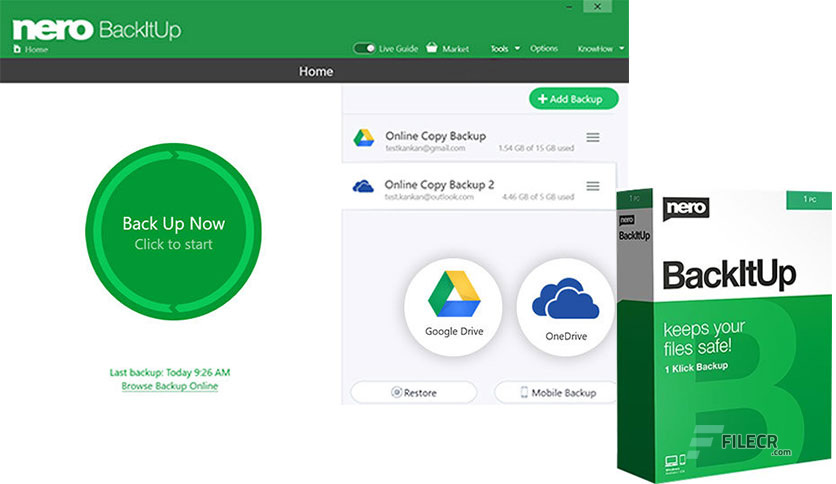 nero BackItUp
Home
Live Guide
Market
Tools
Options
KnowHow
Home
+ Add Backup
Online Copy Backup
testkankan@gmail.com
1.54 GB of 15 GB used
Online Copy Backup 2
test.kankan@outlook.com
4.46 GB of 5 GB used
Back Up Now
Click to start
Google Drive
OneDrive
Last backup: Today 9:26 AM
Browse Backup Online
Restore
Mobile Backup
1 PC
nero
BackItUp
1 PC
nero
BackItUp
keeps your
files safe!
1 Klick Backup
FILECR
.com